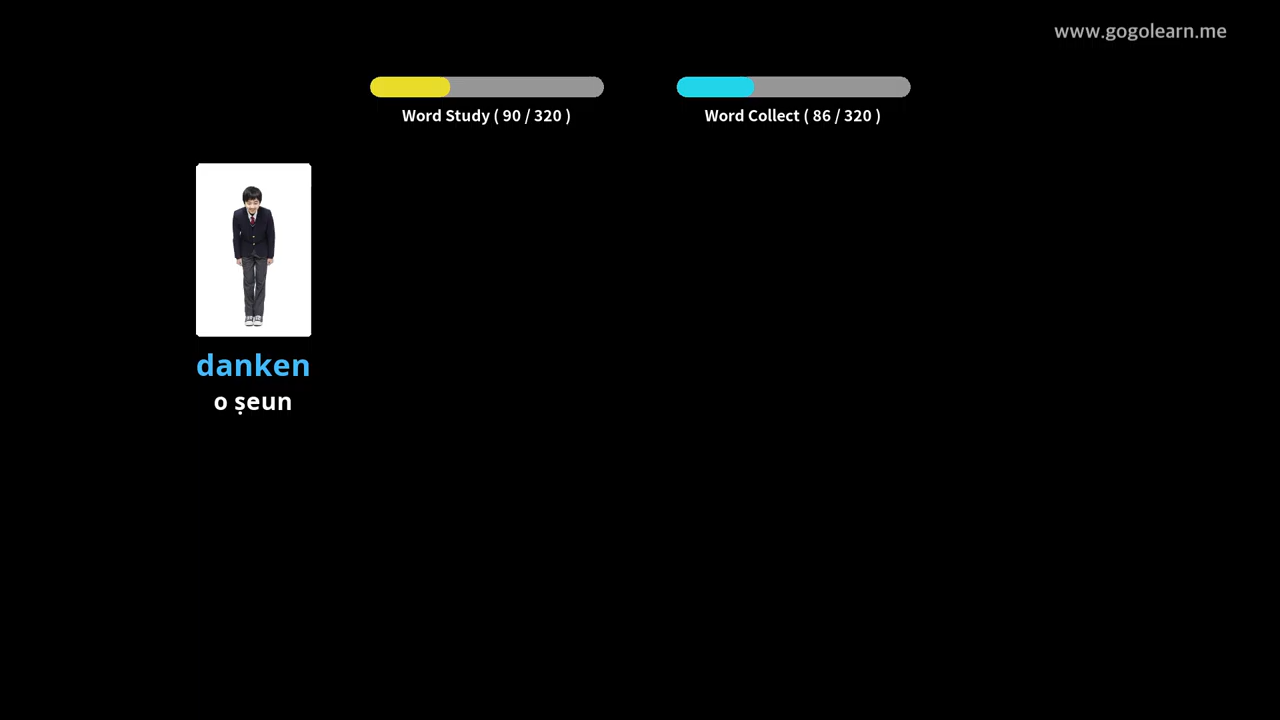 www.gogolearn.me
Word Study ( 90 / 320 )
Word Collect ( 86 / 320 )
danken
o ṣeun